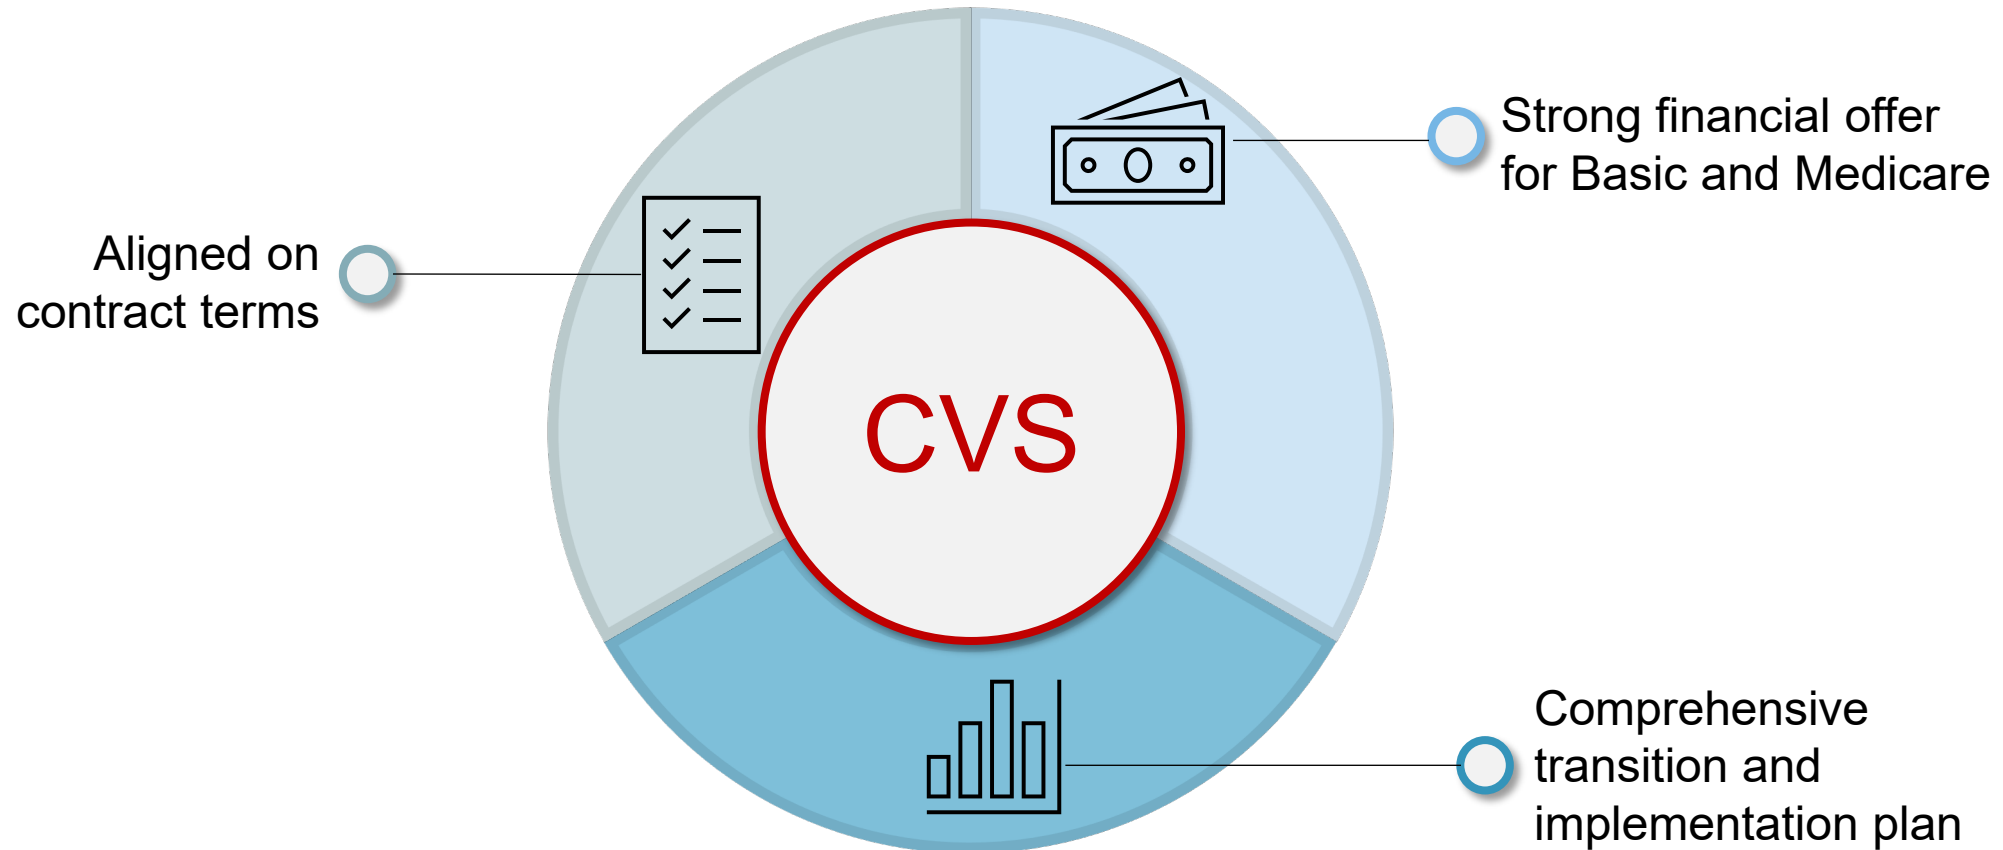 Strong financial offer
for Basic and Medicare
Aligned on
contract terms
CVS
Comprehensive
transition and
implementation plan